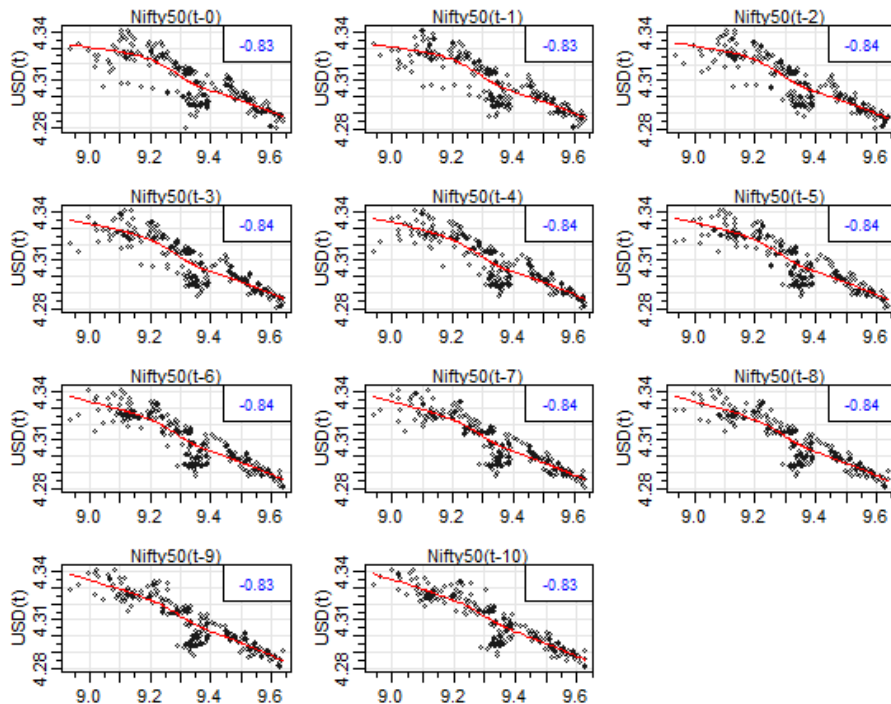 Nifty50(t-0) Nifty50(t-1) Nifty50(t-2)
-0.83 -0.83 -0.84
USD(t) 4.28 4.31 4.34 USD(t) 4.28 4.31 4.34 USD(t) 4.28 4.31 4.34
9.0 9.2 9.4 9.6 9.0 9.2 9.4 9.6 9.0 9.2 9.4 9.6
Nifty50(t-3) Nifty50(t-4) Nifty50(t-5)
-0.84 -0.84 -0.84
USD(t) 4.28 4.31 4.34 USD(t) 4.28 4.31 4.34 USD(t) 4.28 4.31 4.34
9.0 9.2 9.4 9.6 9.0 9.2 9.4 9.6 9.0 9.2 9.4 9.6
Nifty50(t-6) Nifty50(t-7) Nifty50(t-8)
-0.84 -0.84 -0.84
USD(t) 4.28 4.31 4.34 USD(t) 4.28 4.31 4.34 USD(t) 4.28 4.31 4.34
9.0 9.2 9.4 9.6 9.0 9.2 9.4 9.6 9.0 9.2 9.4 9.6
Nifty50(t-9) Nifty50(t-10)
-0.83 -0.83
USD(t) 4.28 4.31 4.34 USD(t) 4.28 4.31 4.34
9.0 9.2 9.4 9.6 9.0 9.2 9.4 9.6